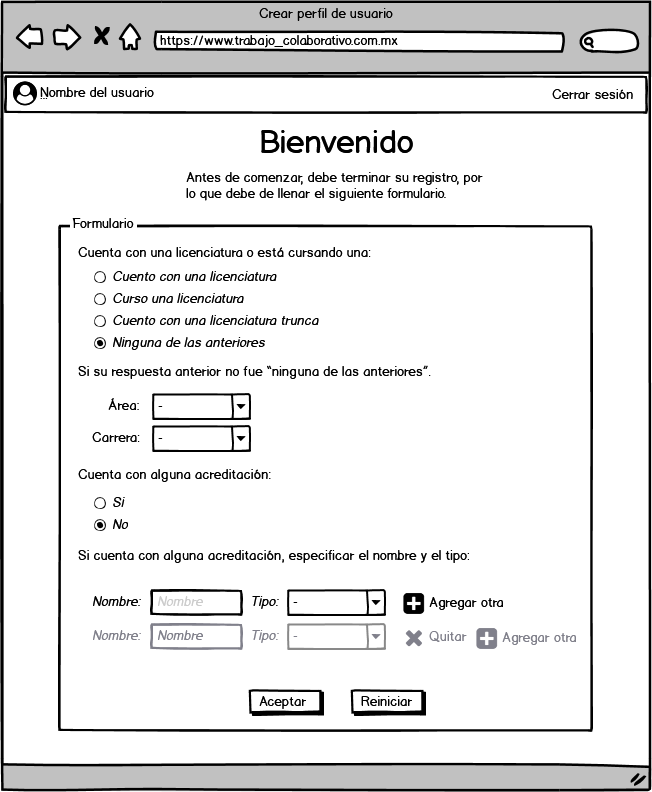 Crear perfil de usuario
https://www.trabajo_colaborativo.com.mx
Nombre del usuario
Cerrar sesión
Bienvenido
Antes de comenzar, debe terminar su registro, por
lo que debe de llenar el siguiente formulario.
Formulario
Cuenta con una licenciatura o está cursando una:
Cuento con una licenciatura
Curso una licenciatura
Cuento con una licenciatura trunca
Ninguna de las anteriores
Si su respuesta anterior no fue "ninguna de las anteriores".
Área: -
Carrera: -
Cuenta con alguna acreditación:
Si
No
Si cuenta con alguna acreditación, especificar el nombre y el tipo:
Nombre: Nombre Tipo: - Agregar otra
Nombre: Nombre Tipo: - Quitar Agregar otra
Aceptar Reiniciar